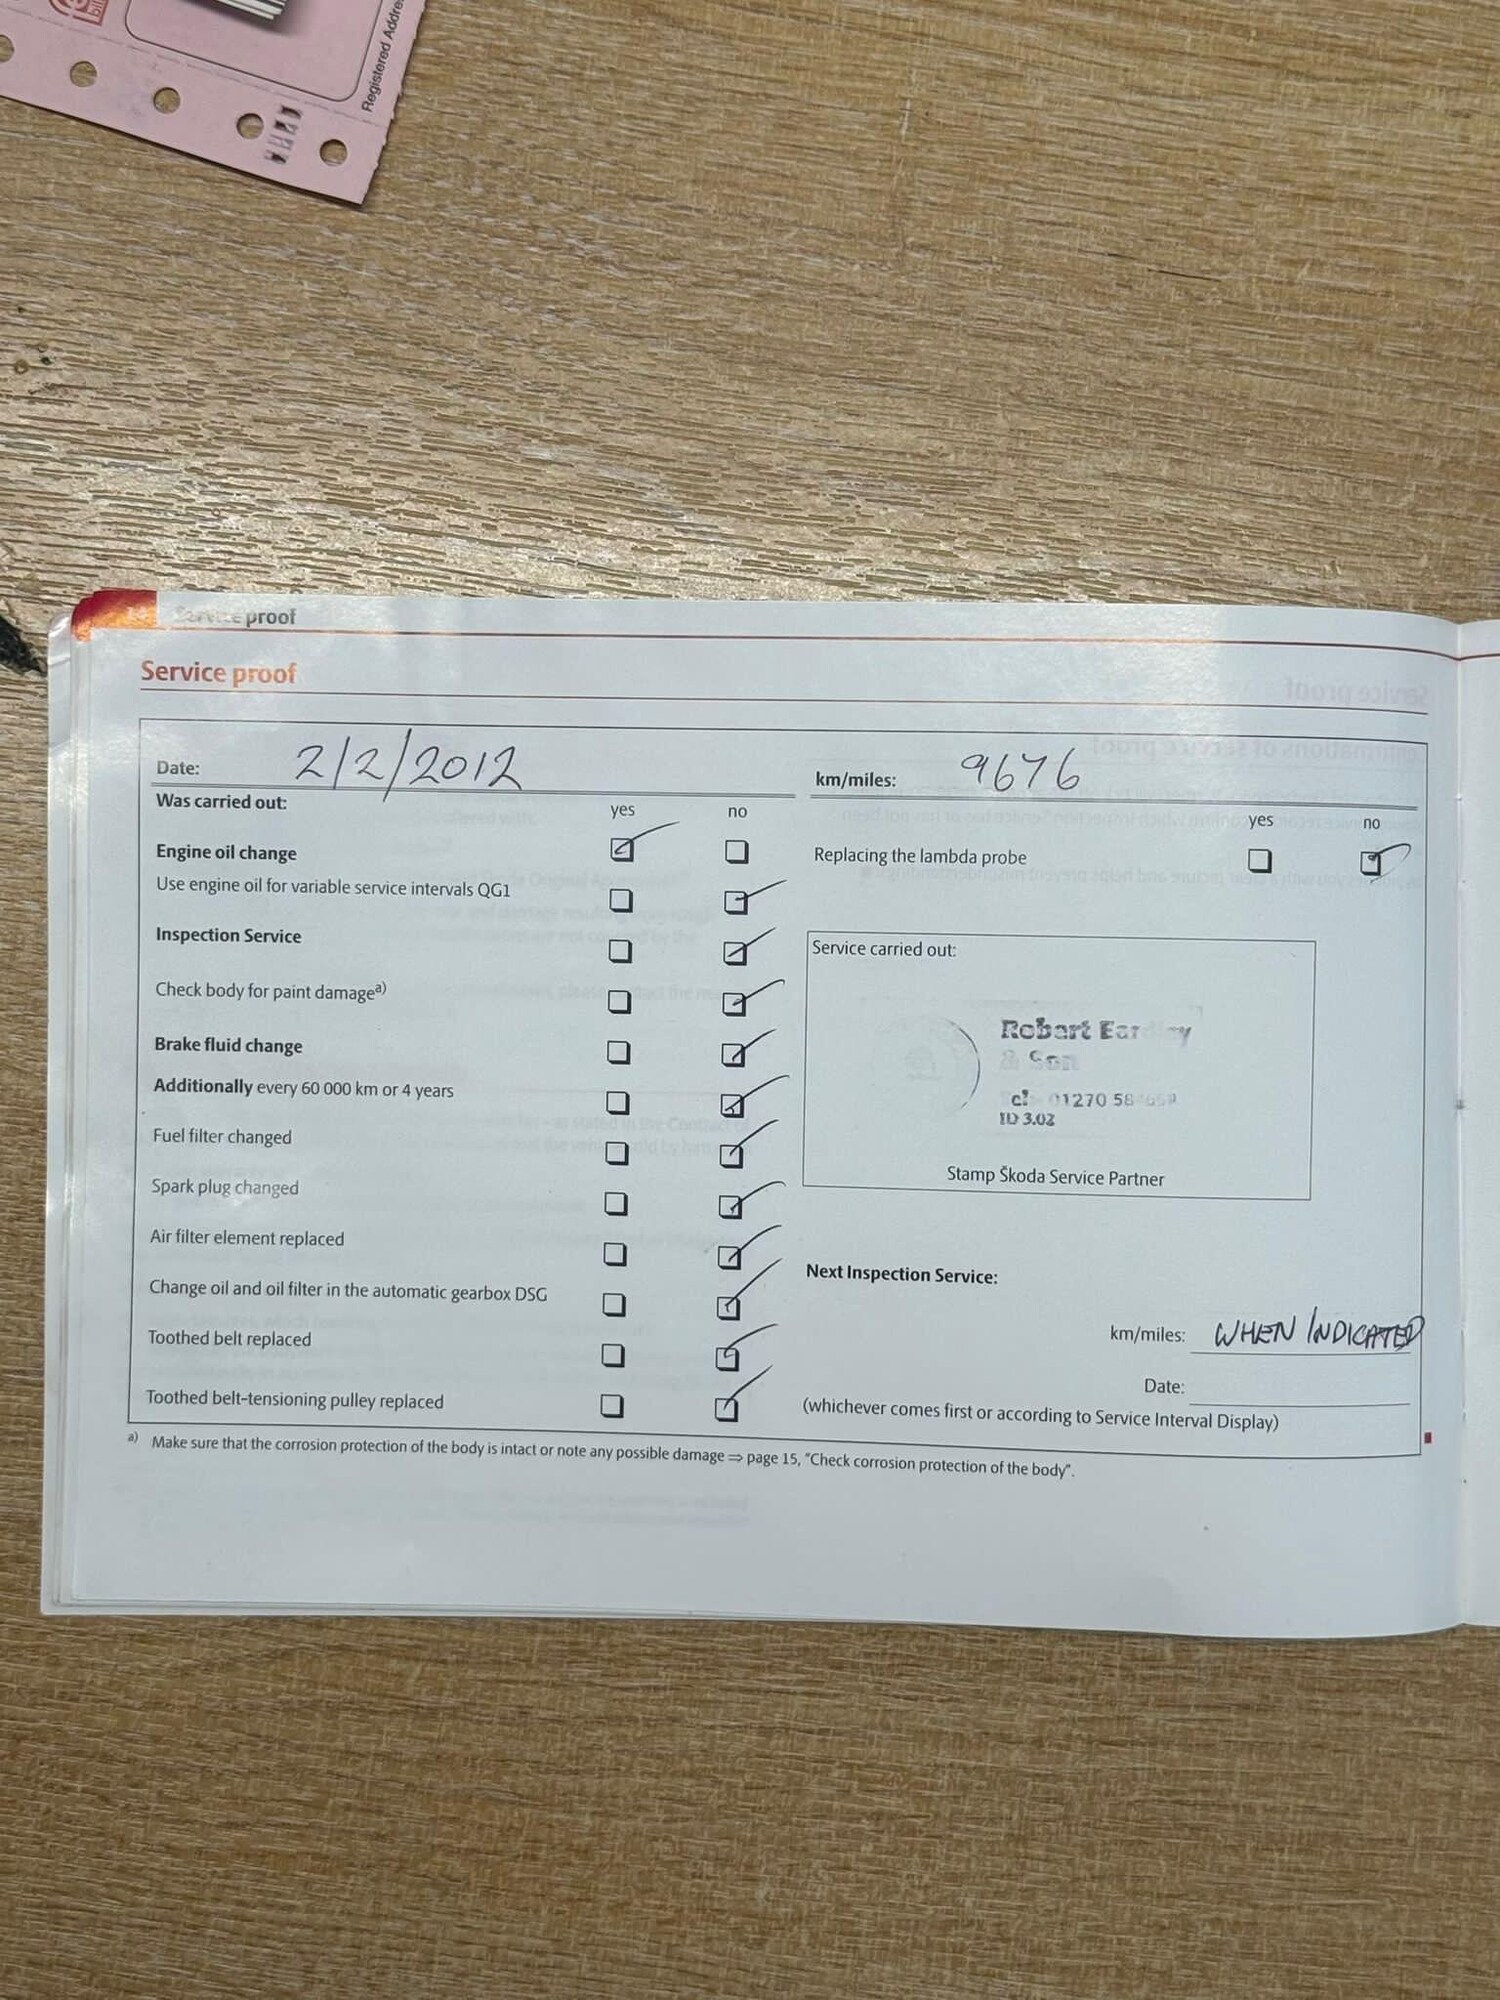 Registered Addre
Service proof
Service proof
Date: 2/2/2012
km/miles: 9676
Was carried out:
yes no
yes no
Engine oil change
Replacing the lambda probe
Use engine oil for variable service intervals QG1
Inspection Service
Service carried out:
Check body for paint damage a)
Robert
& Son
01270 58
ID 3.02
Stamp Škoda Service Partner
Brake fluid change
Additionally every 60 000 km or 4 years
Fuel filter changed
Spark plug changed
Air filter element replaced
Change oil and oil filter in the automatic gearbox DSG
Toothed belt replaced
Toothed belt-tensioning pulley replaced
Next Inspection Service:
km/miles: WHEN INDICATED
Date:
(whichever comes first or according to Service Interval Display)
a) Make sure that the corrosion protection of the body is intact or note any possible damage ⇒ page 15, "Check corrosion protection of the body".